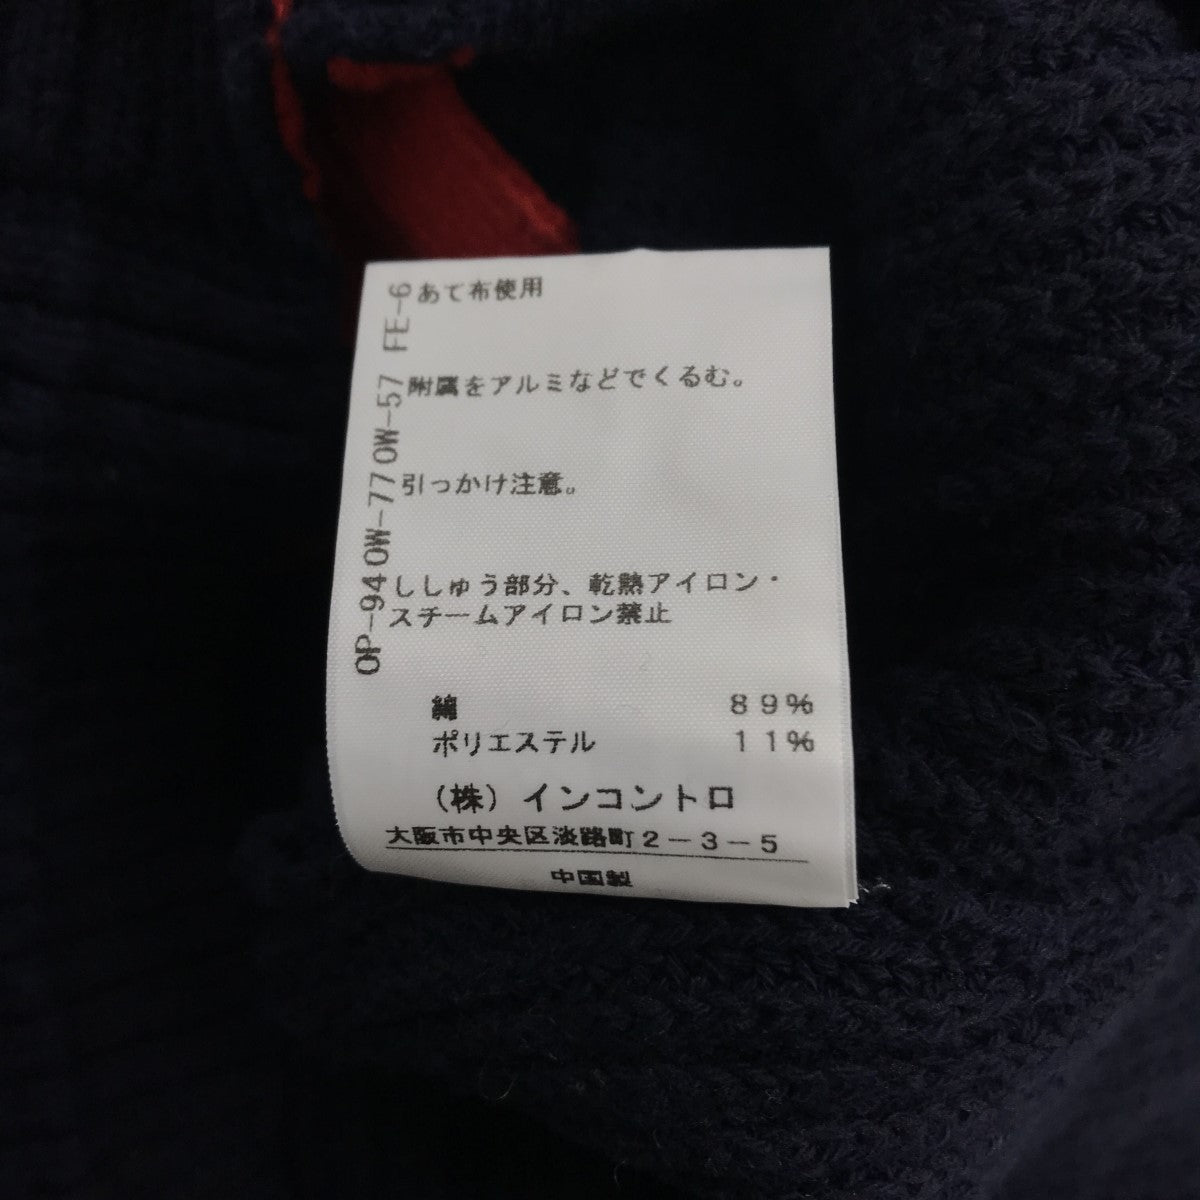 あて布使用
附属をアルミなどでくるむ。
引っかけ注意。
ししゅう部分、乾熱アイロン・
スチームアイロン禁止
綿 89%
ポリエステル 11%
(株)インコントロ
大阪市中央区淡路町2-3-5
中国製
OP-940W-770W-57 FE-6